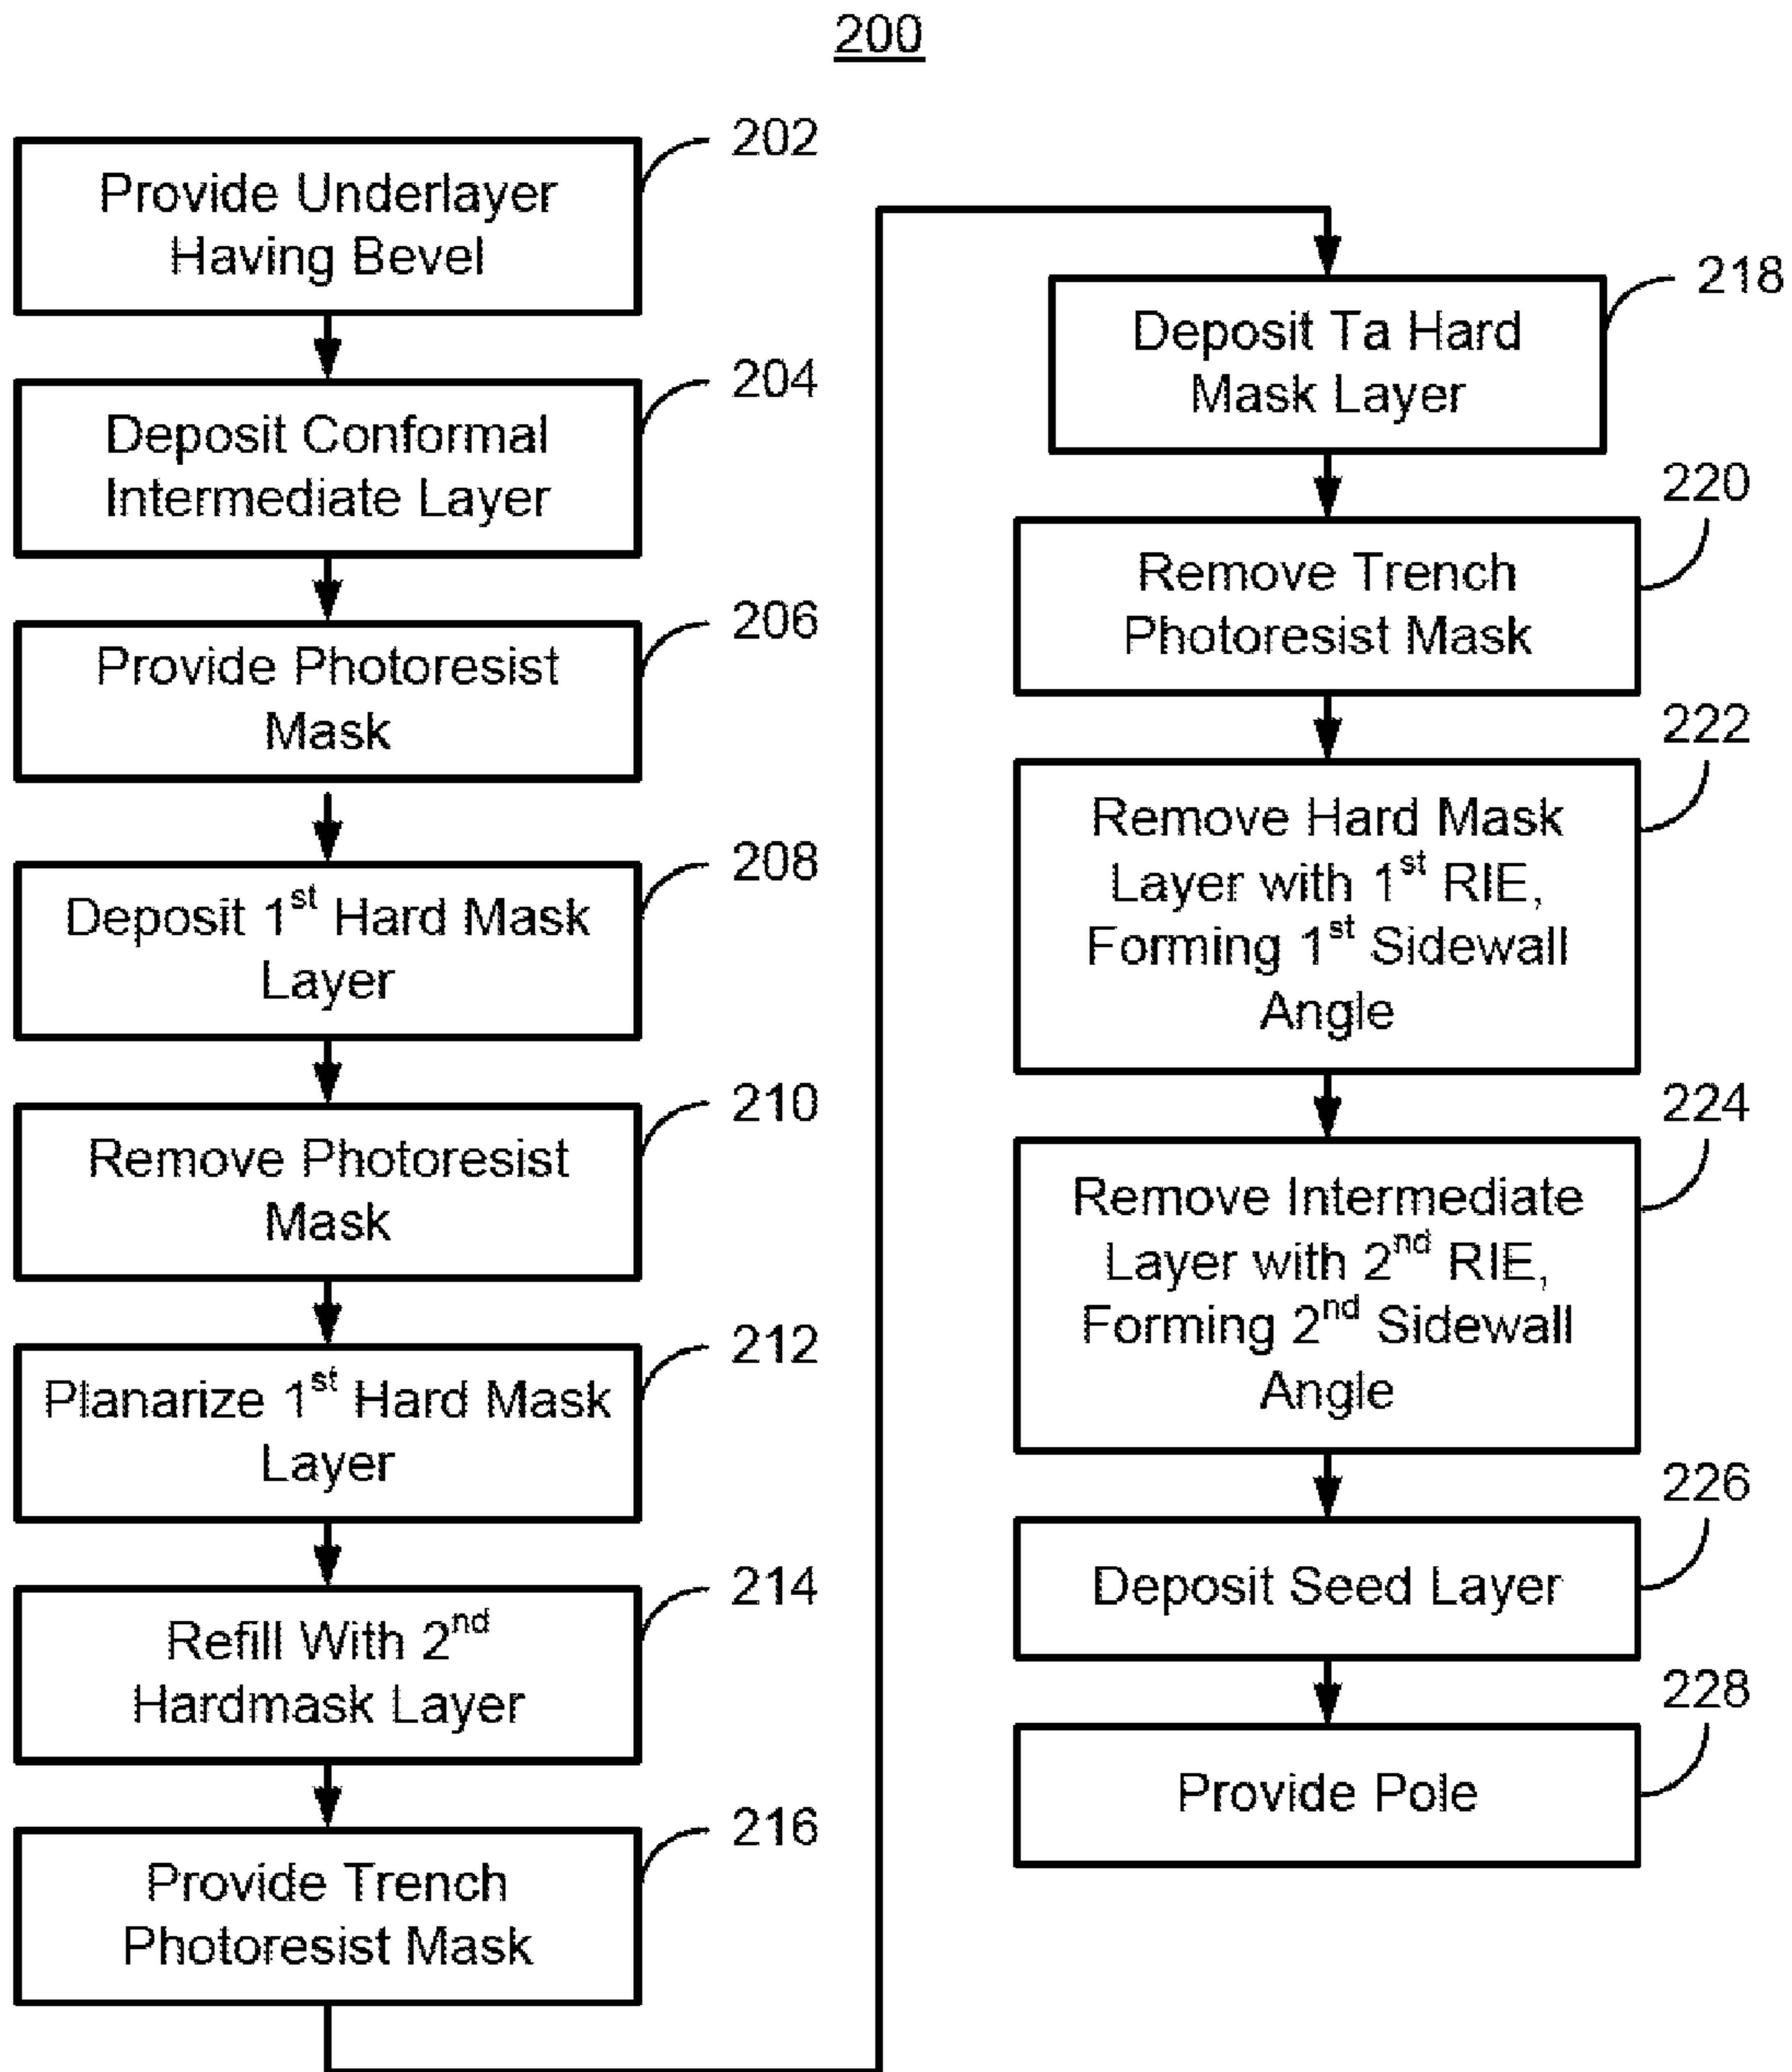 200
202
Provide Underlayer
Having Bevel
204
Deposit Conformal
Intermediate Layer
206
Provide Photoresist
Mask
208
Deposit 1st Hard Mask
Layer
210
Remove Photoresist
Mask
212
Planarize 1st Hard Mask
Layer
214
Refill With 2nd
Hardmask Layer
216
Provide Trench
Photoresist Mask
218
Deposit Ta Hard
Mask Layer
220
Remove Trench
Photoresist Mask
222
Remove Hard Mask
Layer with 1st RIE,
Forming 1st Sidewall
Angle
224
Remove Intermediate
Layer with 2nd RIE,
Forming 2nd Sidewall
Angle
226
Deposit Seed Layer
228
Provide Pole